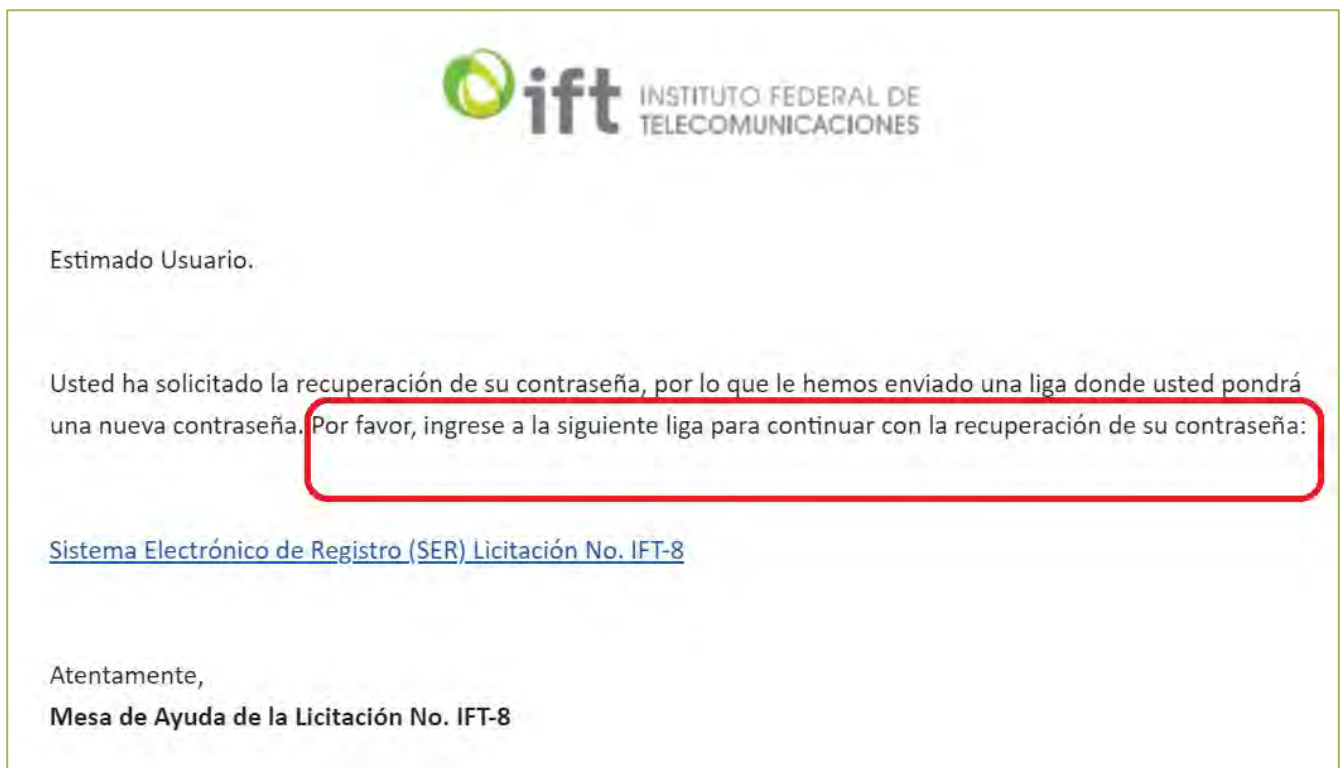 ift INSTITUTO FEDERAL DE
TELECOMUNICACIONES
Estimado Usuario.
Usted ha solicitado la recuperación de su contraseña, por lo que le hemos enviado una liga donde usted pondrá
una nueva contraseña. Por favor, ingrese a la siguiente liga para continuar con la recuperación de su contraseña:
Sistema Electrónico de Registro (SER) Licitación No. IFT-8
Atentamente,
Mesa de Ayuda de la Licitación No. IFT-8